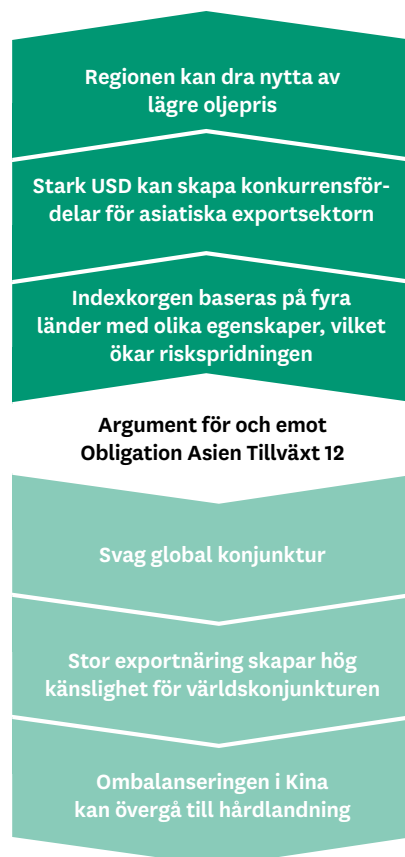 Regionen kan dra nytta av
lägre oljepris
Stark USD kan skapa konkurrensför-
delar för asiatiska exportsektorn
Indexkorgen baseras på fyra
länder med olika egenskaper, vilket
ökar riskspridningen
Argument för och emot
Obligation Asien Tillväxt 12
Svag global konjunktur
Stor exportnäring skapar hög
känslighet för världskonjunkturen
Ombalanseringen i Kina
kan övergå till hårdlandning